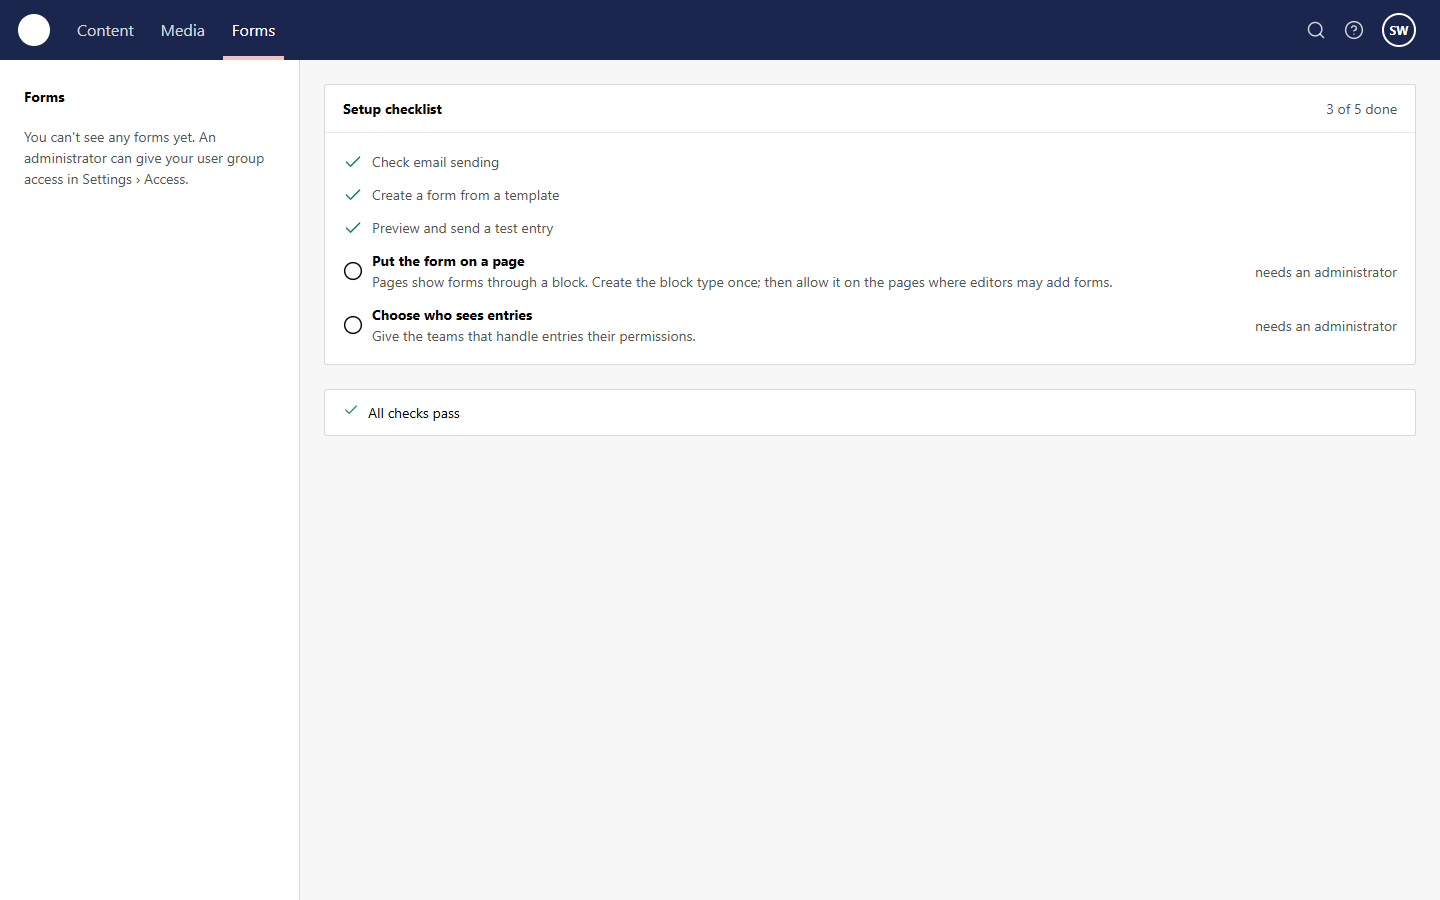 Content Media Forms SW
Forms
You can't see any forms yet. An
administrator can give your user group
access in Settings › Access.
Setup checklist 3 of 5 done
Check email sending
Create a form from a template
Preview and send a test entry
Put the form on a page
Pages show forms through a block. Create the block type once; then allow it on the pages where editors may add forms.
needs an administrator
Choose who sees entries
Give the teams that handle entries their permissions.
needs an administrator
All checks pass